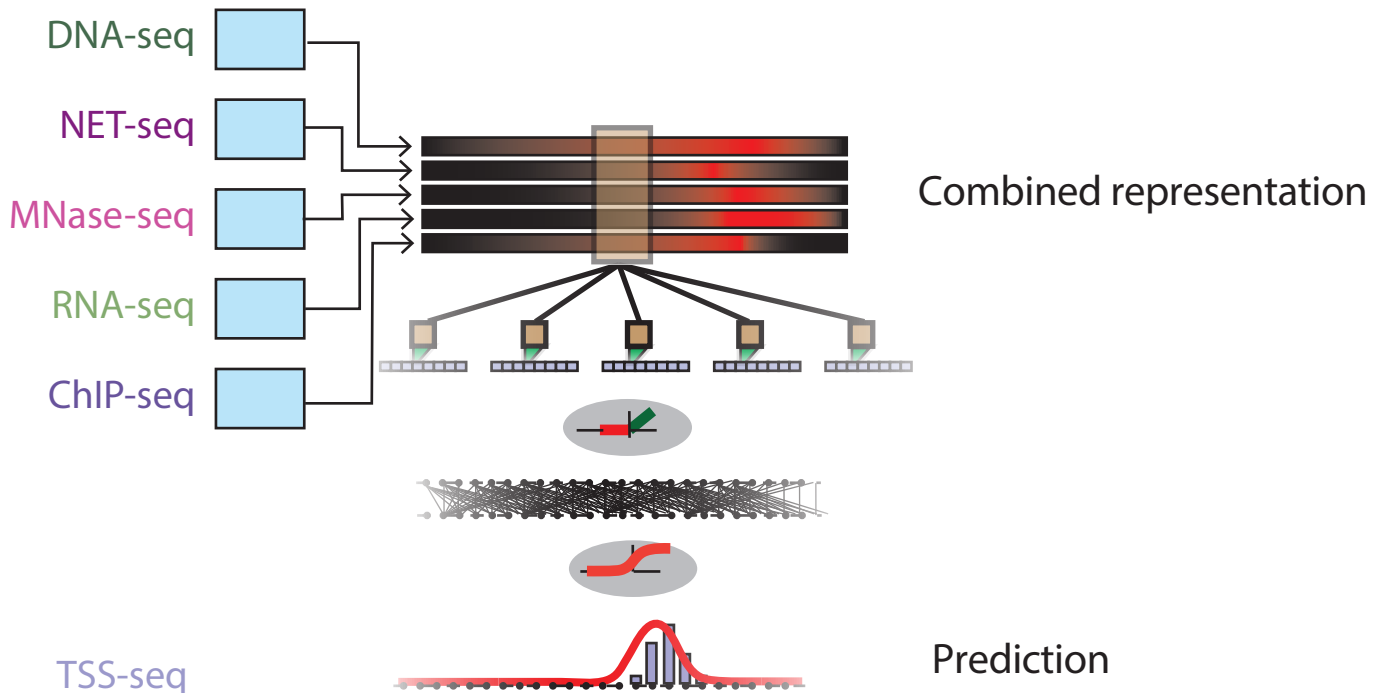 DNA-seq
NET-seq
MNase-seq
RNA-seq
ChIP-seq
Combined representation
TSS-seq
Prediction